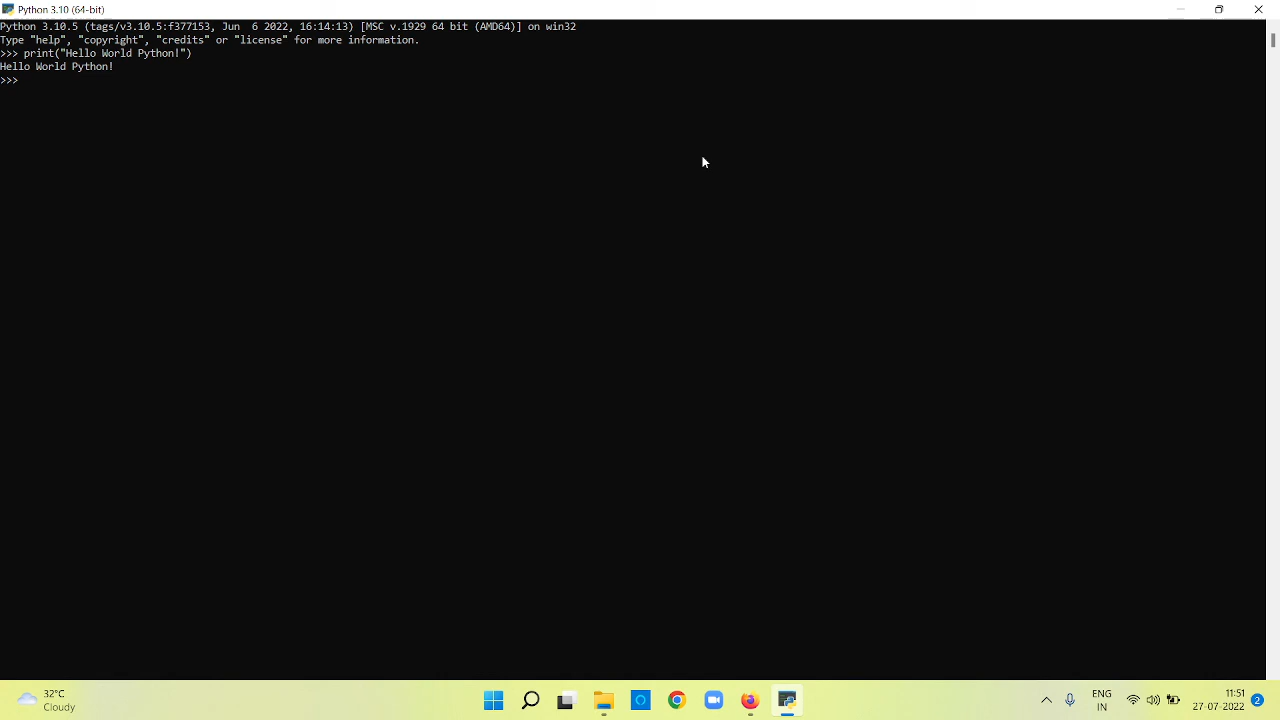 Python 3.10 (64-bit)
Python 3.10.5 (tags/v3.10.5:f377153, Jun  6 2022, 16:14:13) [MSC v.1929 64 bit (AMD64)] on win32
Type "help", "copyright", "credits" or "license" for more information.
>>> print("Hello World Python!")
Hello World Python!
>>>
32°C
Cloudy
ENG
IN
11:51
27-07-2022
2